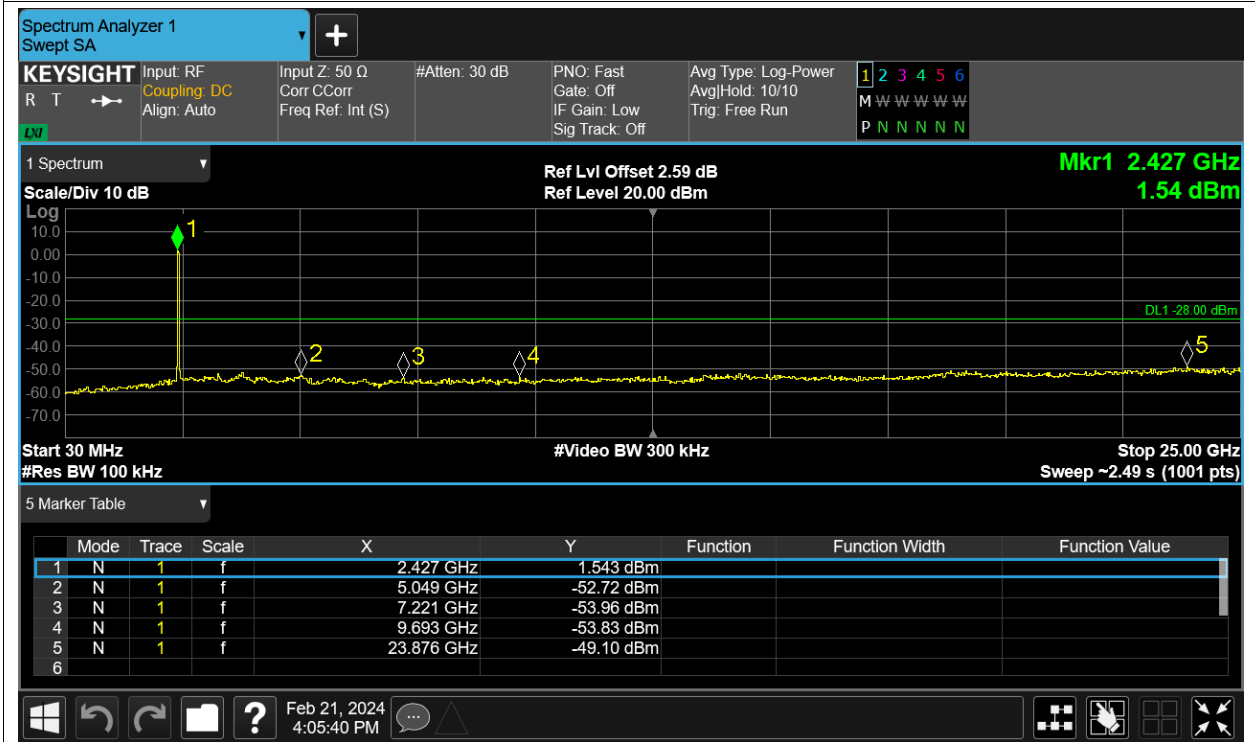 Spectrum Analyzer 1
Swept SA
KEYSIGHT
R T
LXI
Input: RF
Coupling: DC
Align: Auto
Input Z: 50 Ω
Corr CCorr
Freq Ref: Int (S)
#Atten: 30 dB
PNO: Fast
Gate: Off
IF Gain: Low
Sig Track: Off
Avg Type: Log-Power
Avg|Hold: 10/10
Trig: Free Run
1 2 3 4 5 6
M W W W W W
P N N N N N
1 Spectrum
Scale/Div 10 dB
Ref Lvl Offset 2.59 dB
Ref Level 20.00 dBm
Mkr1 2.427 GHz
1.54 dBm
Log
10.0
0.00
-10.0
-20.0
-30.0
-40.0
-50.0
-60.0
-70.0
1
2
3
4
5
DL1 -28.00 dBm
Start 30 MHz
#Res BW 100 kHz
#Video BW 300 kHz
Stop 25.00 GHz
Sweep ~2.49 s (1001 pts)
5 Marker Table
Mode Trace Scale X Y Function Function Width Function Value
1 N 1 f 2.427 GHz 1.543 dBm
2 N 1 f 5.049 GHz -52.72 dBm
3 N 1 f 7.221 GHz -53.96 dBm
4 N 1 f 9.693 GHz -53.83 dBm
5 N 1 f 23.876 GHz -49.10 dBm
6
?
Feb 21, 2024
4:05:40 PM